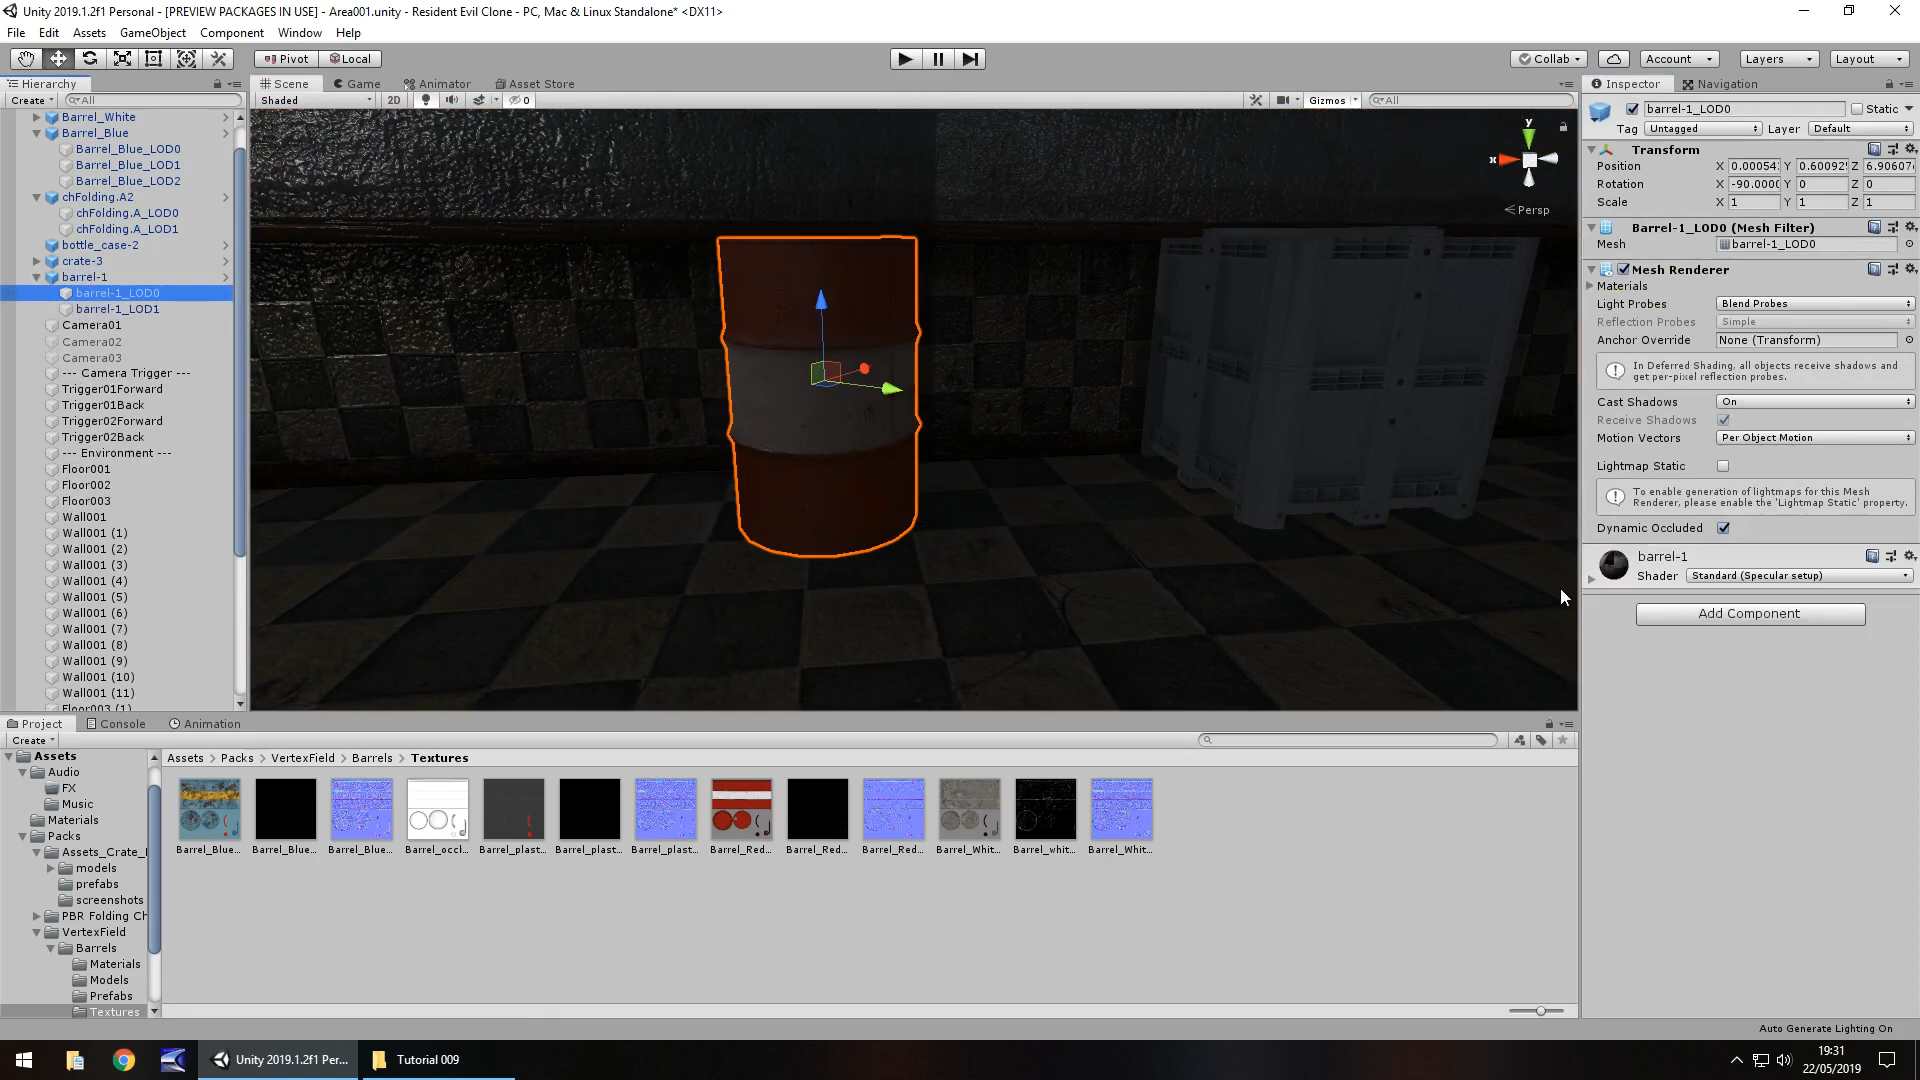 Unity 2019.1.2f1 Personal - [PREVIEW PACKAGES IN USE] - Area001.unity - Resident Evil Clone - PC, Mac & Linux Standalone* <DX11>
File Edit Assets GameObject Component Window Help
Pivot Local Collab Account Layers Layout
Hierarchy Scene Game Animator Asset Store Inspector Navigation
Create All Shaded 2D 0 Gizmos All
barrel-1_LOD0 Static
Tag Untagged Layer Default
Barrel_White
Barrel_Blue
Barrel_Blue_LOD0
Barrel_Blue_LOD1
Barrel_Blue_LOD2
chFolding.A2
chFolding.A_LOD0
chFolding.A_LOD1
bottle_case-2
crate-3
barrel-1
barrel-1_LOD0
barrel-1_LOD1
Camera01
Camera02
Camera03
--- Camera Trigger ---
Trigger01Forward
Trigger01Back
Trigger02Forward
Trigger02Back
--- Environment ---
Floor001
Floor002
Floor003
Wall001
Wall001 (1)
Wall001 (2)
Wall001 (3)
Wall001 (4)
Wall001 (5)
Wall001 (6)
Wall001 (7)
Wall001 (8)
Wall001 (9)
Wall001 (10)
Wall001 (11)
Floor003 (1)
y
x
Persp
Transform
Position X 0.00054 Y 0.60092 Z 6.90607
Rotation X -90.0000 Y 0 Z 0
Scale X 1 Y 1 Z 1
Barrel-1_LOD0 (Mesh Filter)
Mesh barrel-1_LOD0
Mesh Renderer
Materials
Light Probes Blend Probes
Reflection Probes Simple
Anchor Override None (Transform)
In Deferred Shading, all objects receive shadows and
get per-pixel reflection probes.
Cast Shadows On
Receive Shadows
Motion Vectors Per Object Motion
Lightmap Static
To enable generation of lightmaps for this Mesh
Renderer, please enable the 'Lightmap Static' property.
Dynamic Occluded
barrel-1
Shader Standard (Specular setup)
Add Component
Project Console Animation
Create
Assets
Audio
FX
Music
Materials
Packs
Assets_Crate_
models
prefabs
screenshots
PBR Folding Ch
VertexField
Barrels
Materials
Models
Prefabs
Textures
Assets > Packs > VertexField > Barrels > Textures
Barrel_Blue... Barrel_Blue... Barrel_Blue... Barrel_occl... Barrel_plast... Barrel_plast... Barrel_plast... Barrel_Red... Barrel_Red... Barrel_Red... Barrel_Whit... Barrel_whit... Barrel_Whit...
Auto Generate Lighting On
Unity 2019.1.2f1 Per... Tutorial 009
19:31
22/05/2019